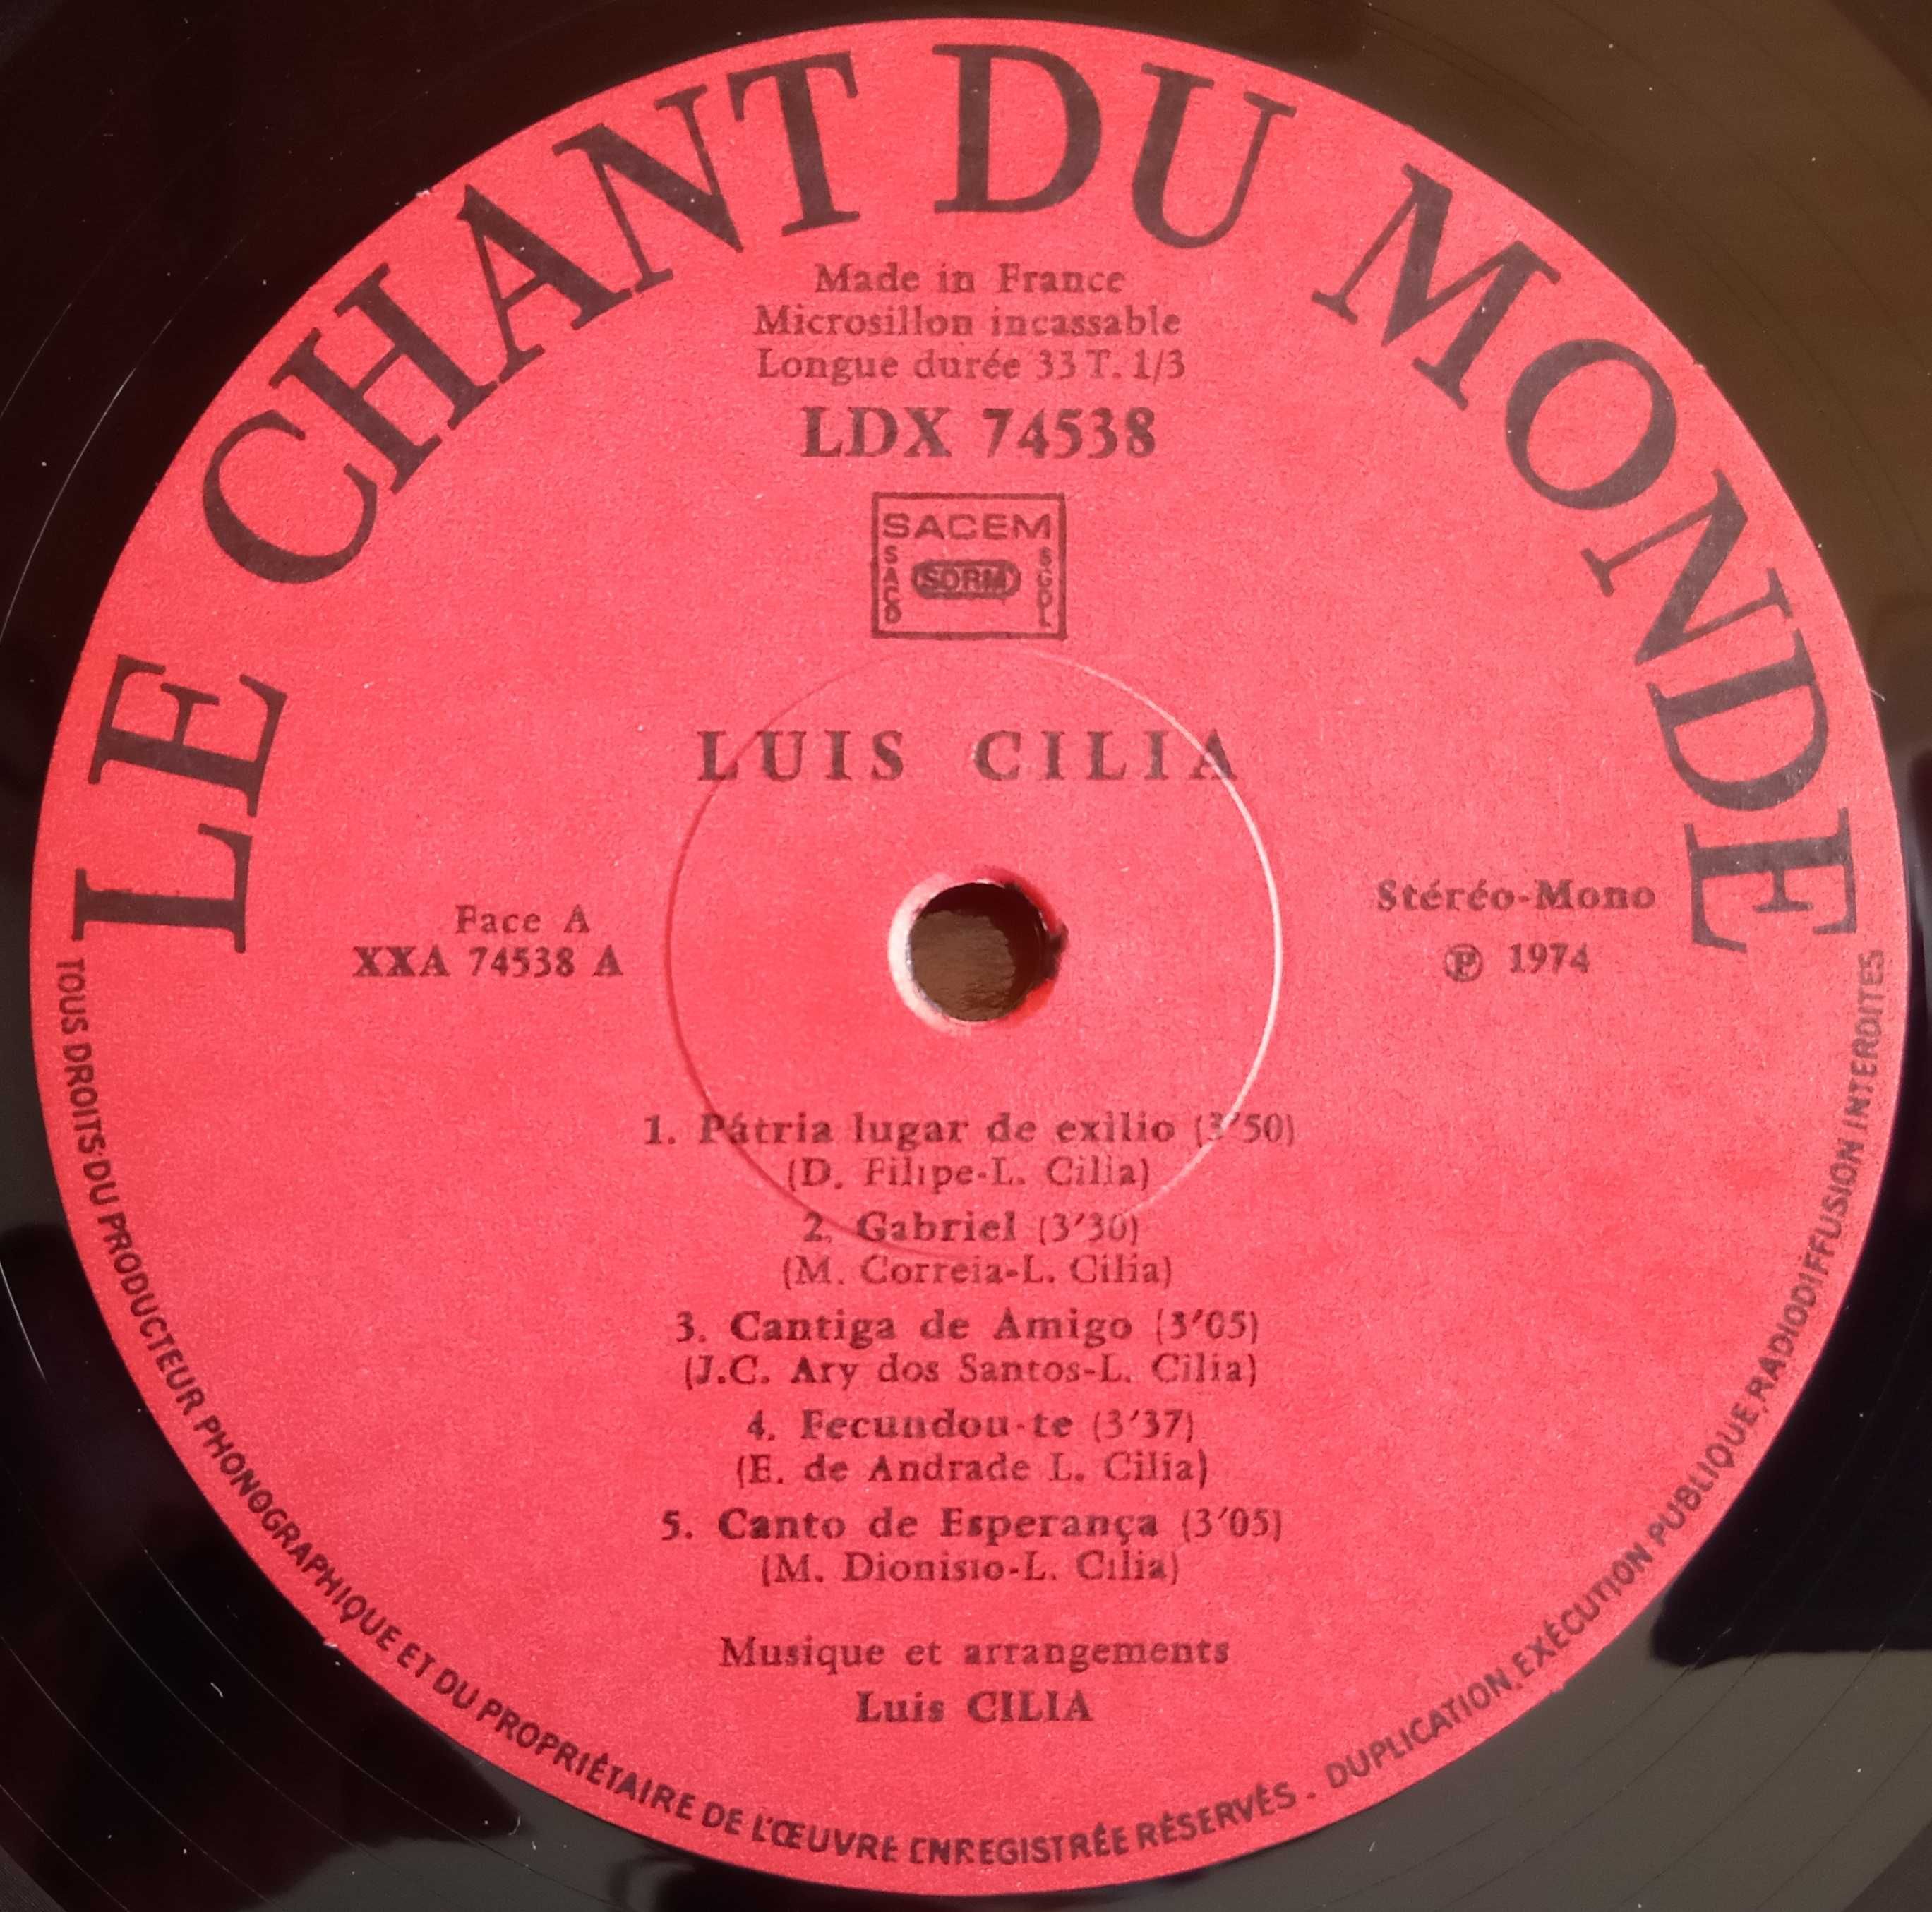 LE CHANT DU MONDE
Made in France
Microsillon incassable
Longue durée 33 T. 1/3
LDX 74538
SACEM
SACD
SDRM
SGDL
LUIS CILIA
Face A
XXA 74538 A
Stéréo-Mono
℗ 1974
1. Pátria lugar de exìlio (3'50)
(D. Filipe-L. Cilia)
2. Gabriel (3'30)
(M. Correia-L. Cilia)
3. Cantiga de Amigo (3'05)
(J.C. Ary dos Santos-L. Cilia)
4. Fecundou-te (3'37)
(E. de Andrade L. Cilia)
5. Canto de Esperança (3'05)
(M. Dionisio-L. Cilia)
Musique et arrangements
Luis CILIA
TOUS DROITS DU PRODUCTEUR PHONOGRAPHIQUE ET DU PROPRIÉTAIRE DE L'ŒUVRE ENREGISTRÉE RÉSERVÉS. DUPLICATION, EXÉCUTION PUBLIQUE, RADIODIFFUSION INTERDITES